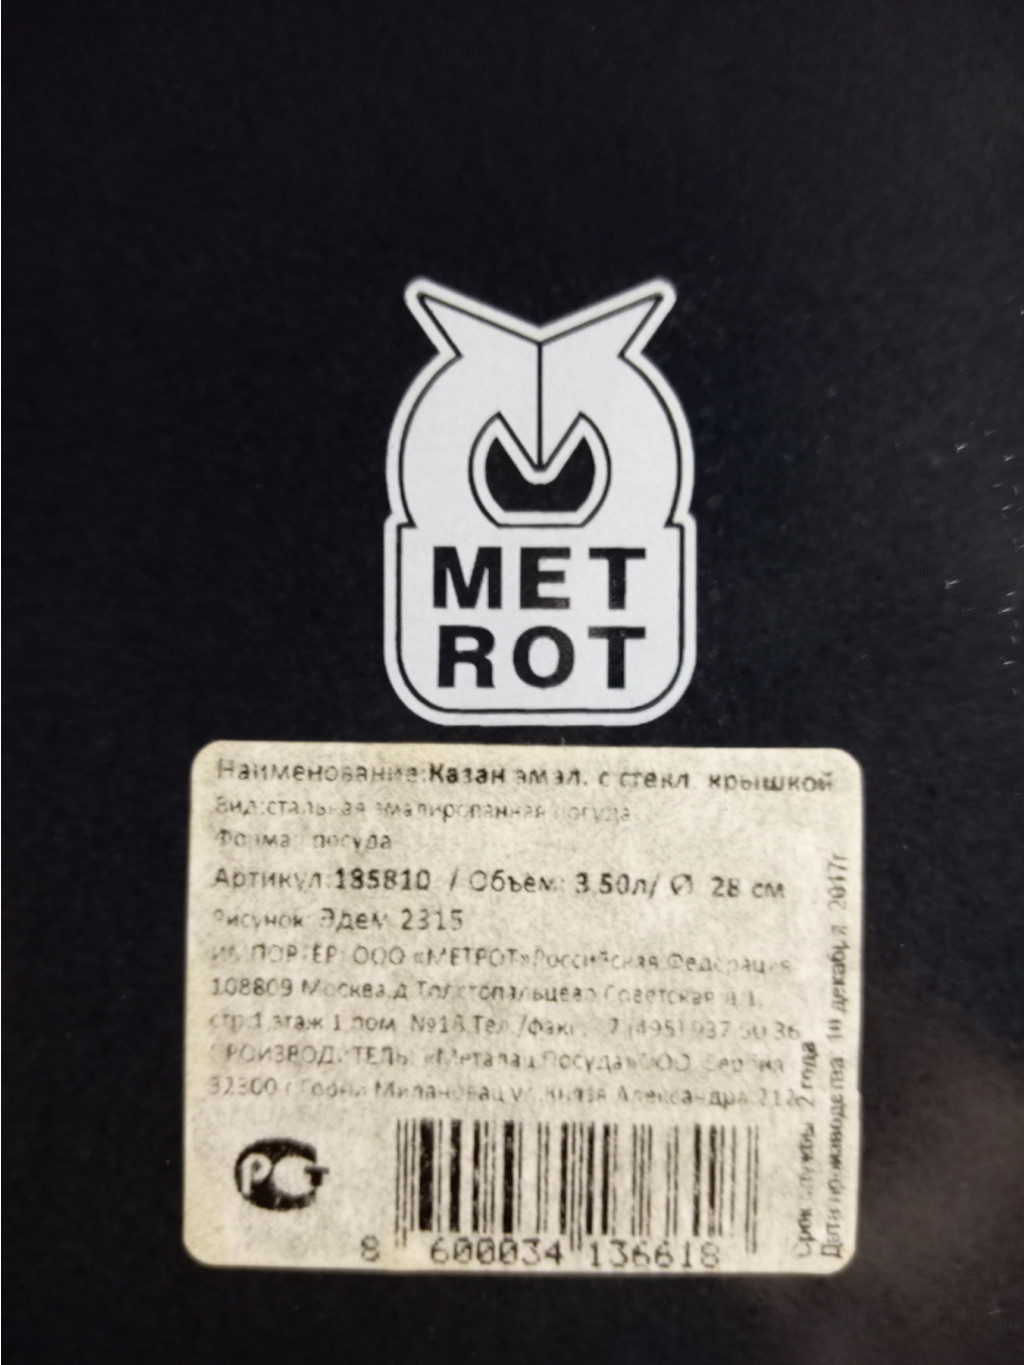 MET
ROT
Наименование:Казан эмал. с стекл. крышкой
Вид:стальная эмалированная посуда
Форма: посуда
Артикул:185810 / Объем: 3.50л/ Ø 28 см
Рисунок: Эдем 2315
ИМПОРТЕР: ООО «МЕТРОТ»Российская Федерация
108809 Москва,д.Толстопальцево Советская д.1,
стр.1,этаж 1,пом. №18,Тел./факс: 7 (495) 937 50 36
ПРОИЗВОДИТЕЛЬ: «Металац Посуда»ООО Сербия
32300 г.Горни Милановац ул.Князя Александра 212
РСТ
8 600034 136618
Срок службы 2 года
Дата производства 18 декабря 2017г